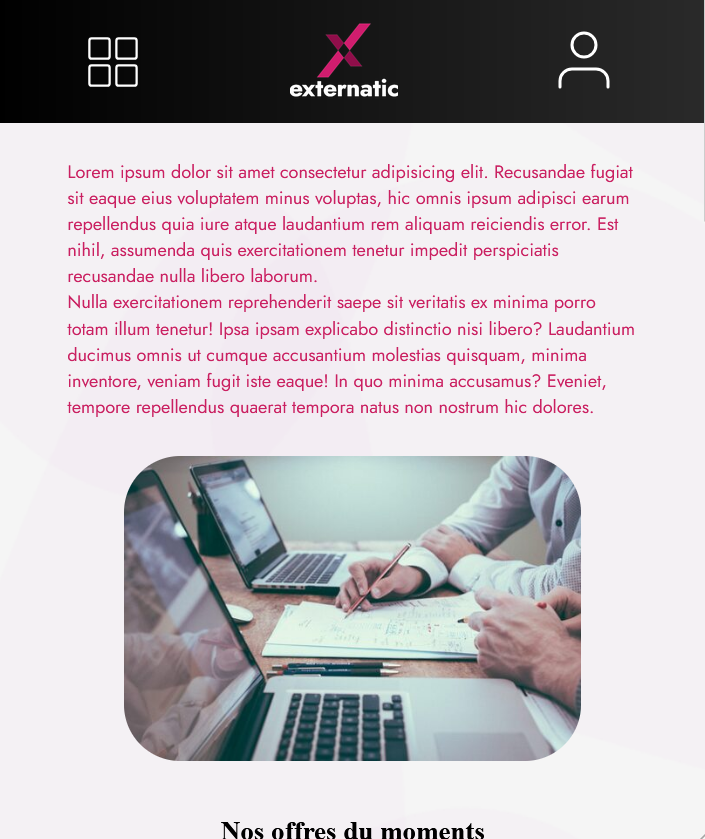 externatic
Lorem ipsum dolor sit amet consectetur adipisicing elit. Recusandae fugiat
sit eaque eius voluptatem minus voluptas, hic omnis ipsum adipisci earum
repellendus quia iure atque laudantium rem aliquam reiciendis error. Est
nihil, assumenda quis exercitationem tenetur impedit perspiciatis
recusandae nulla libero laborum.
Nulla exercitationem reprehenderit saepe sit veritatis ex minima porro
totam illum tenetur! Ipsa ipsam explicabo distinctio nisi libero? Laudantium
ducimus omnis ut cumque accusantium molestias quisquam, minima
inventore, veniam fugit iste eaque! In quo minima accusamus? Eveniet,
tempore repellendus quaerat tempora natus non nostrum hic dolores.
Nos offres du moments